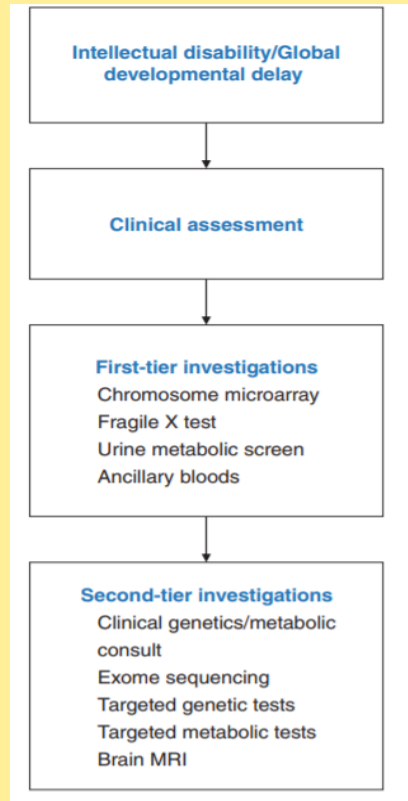 Intellectual disability/Global
developmental delay
Clinical assessment
First-tier investigations
Chromosome microarray
Fragile X test
Urine metabolic screen
Ancillary bloods
Second-tier investigations
Clinical genetics/metabolic
consult
Exome sequencing
Targeted genetic tests
Targeted metabolic tests
Brain MRI